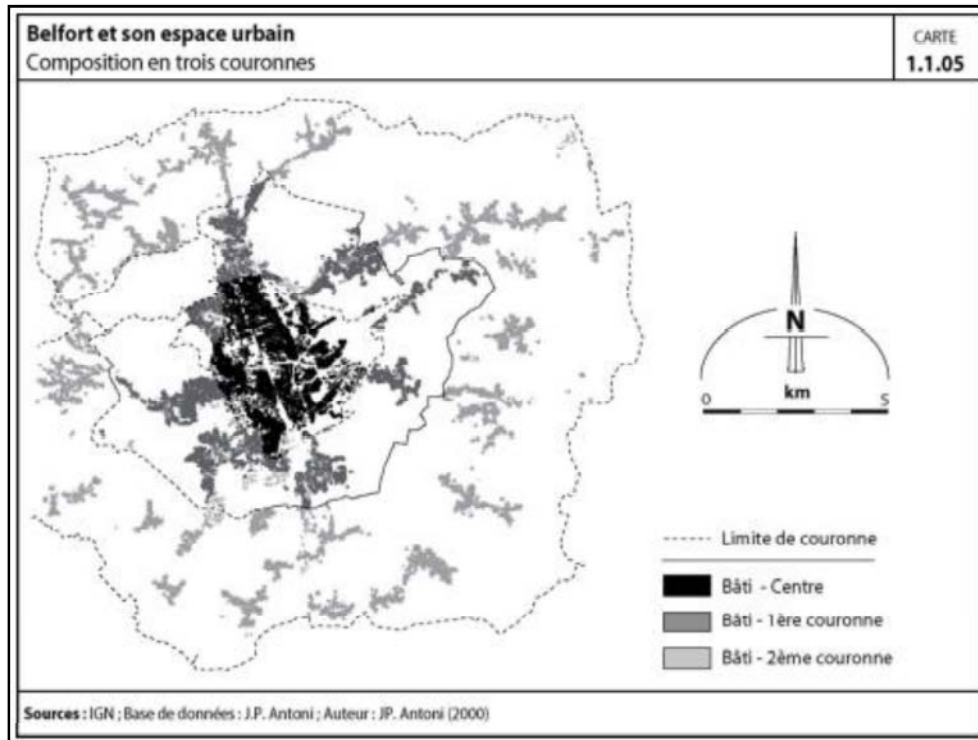 Belfort et son espace urbain
Composition en trois couronnes
CARTE
1.1.05
N
km
0 5
Limite de couronne
Bâti - Centre
Bâti - 1ère couronne
Bâti - 2ème couronne
Sources : IGN ; Base de données : J.P. Antoni ; Auteur : JP. Antoni (2000)